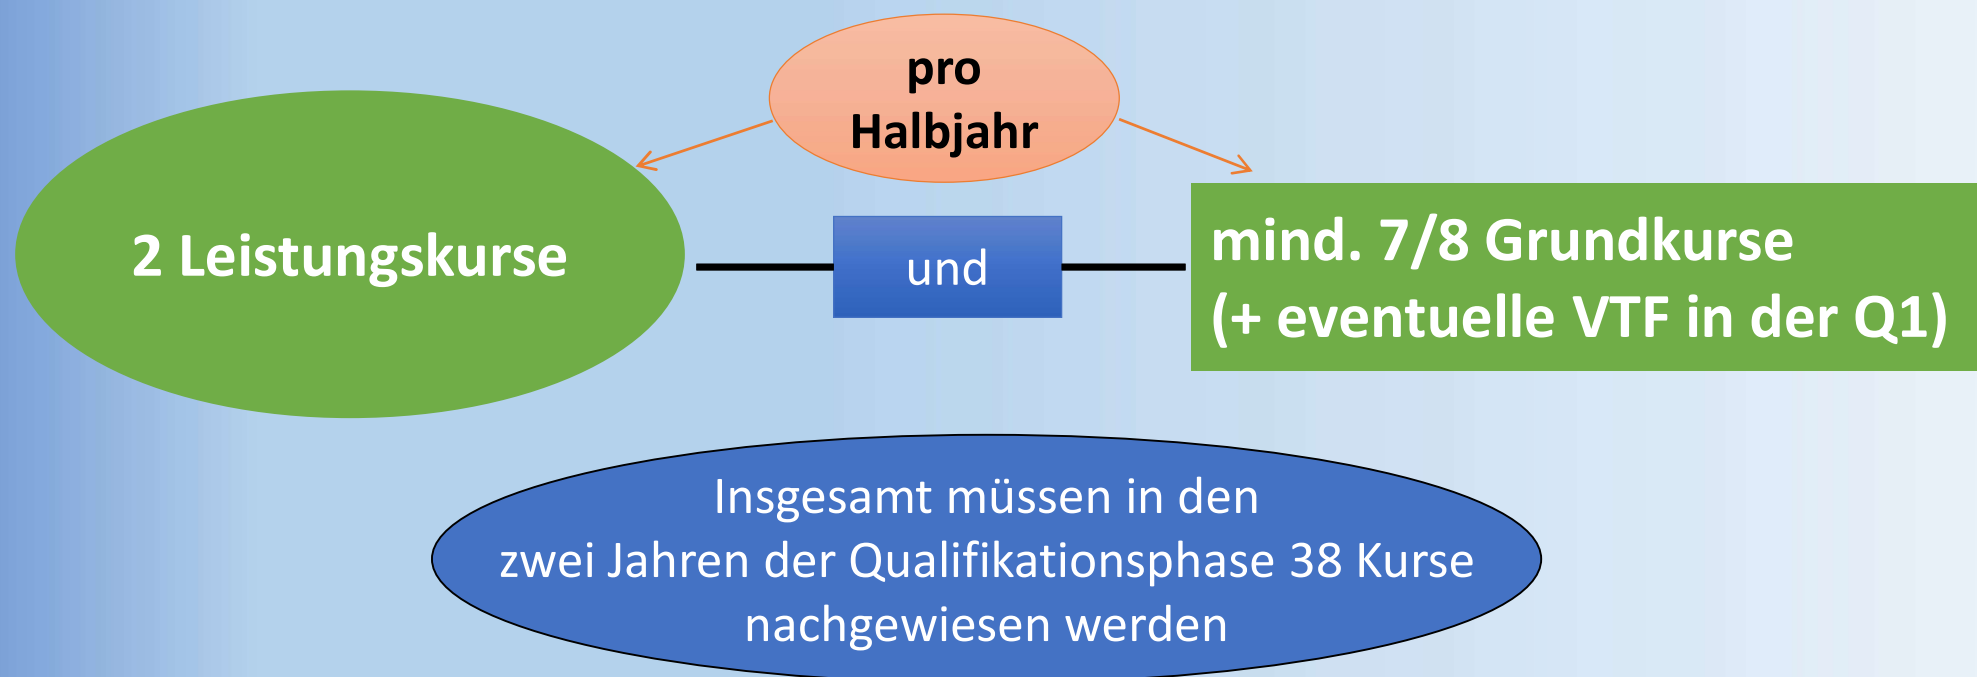 pro
Halbjahr
2 Leistungskurse
und
mind. 7/8 Grundkurse
(+ eventuelle VTF in der Q1)
Insgesamt müssen in den
zwei Jahren der Qualifikationsphase 38 Kurse
nachgewiesen werden